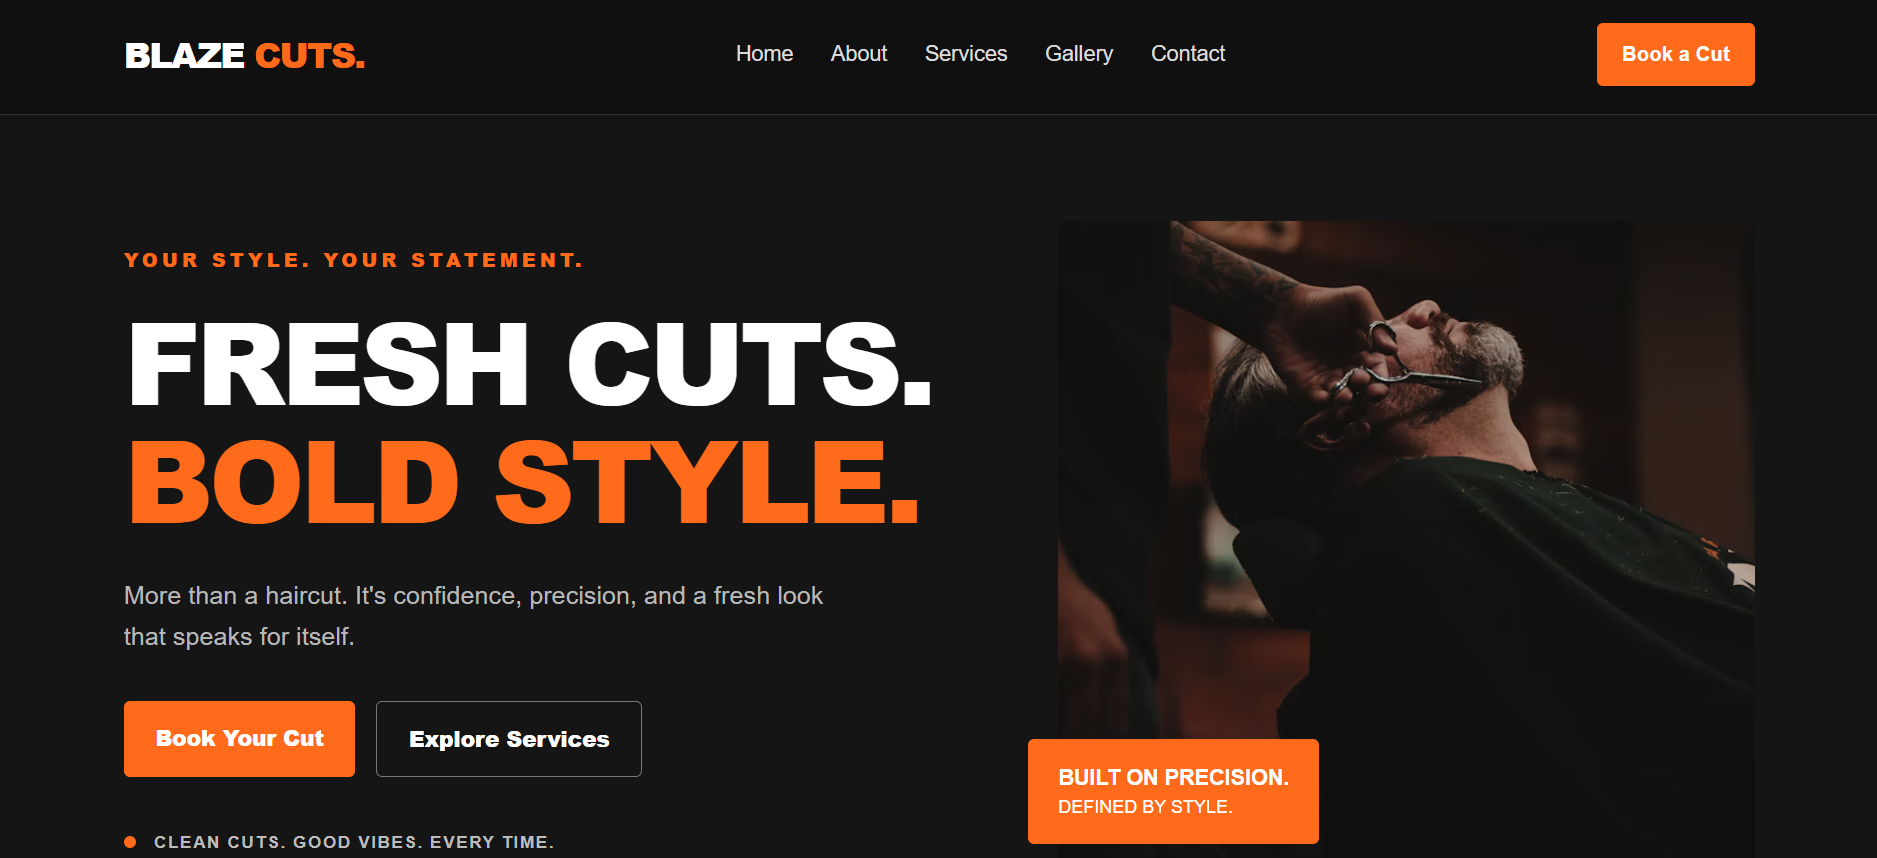 BLAZE CUTS.
Home About Services Gallery Contact
Book a Cut
YOUR STYLE. YOUR STATEMENT.
FRESH CUTS.
BOLD STYLE.
More than a haircut. It's confidence, precision, and a fresh look
that speaks for itself.
Book Your Cut
Explore Services
CLEAN CUTS. GOOD VIBES. EVERY TIME.
BUILT ON PRECISION.
DEFINED BY STYLE.